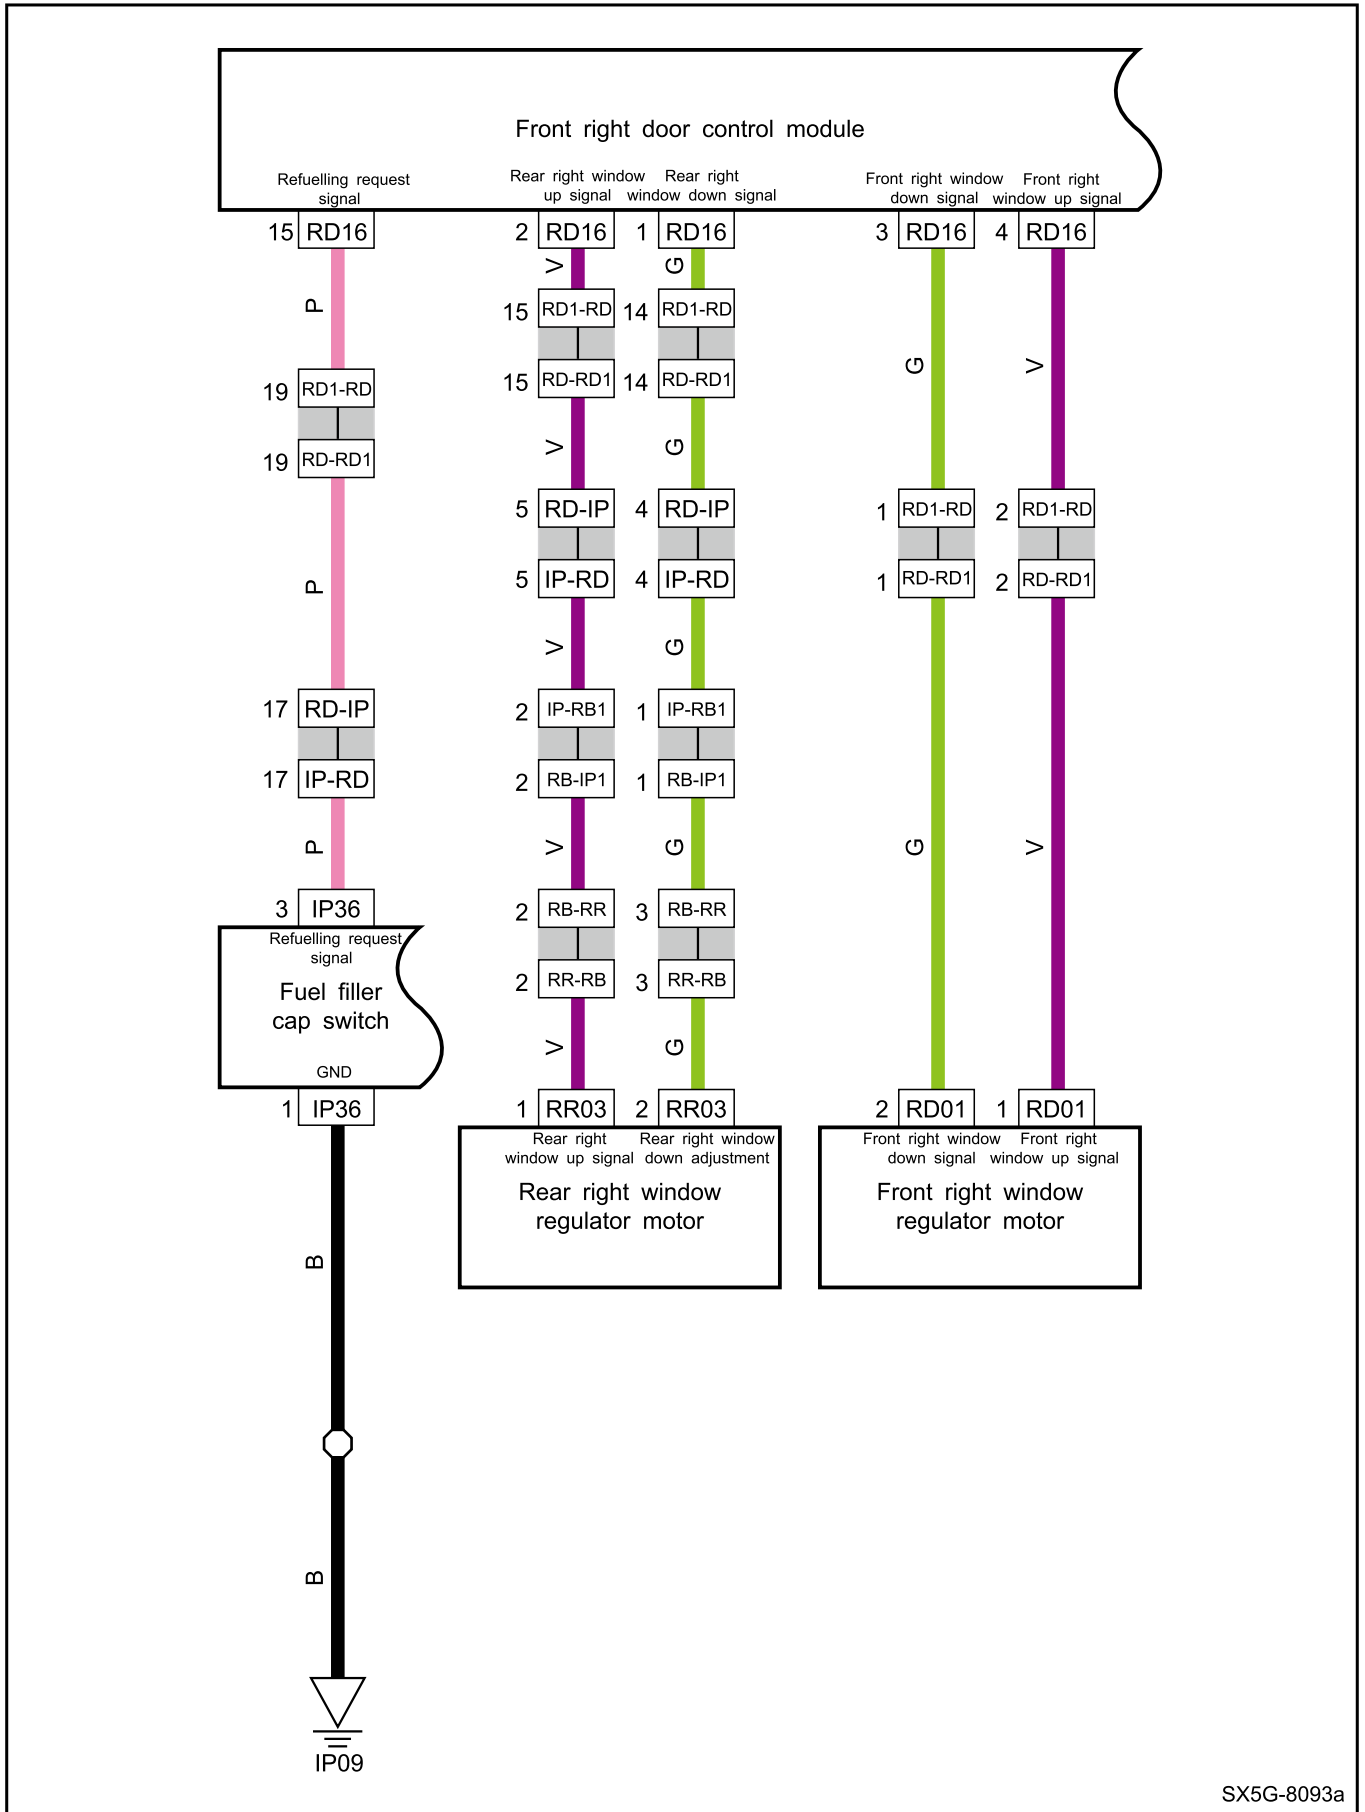 Front right door control module
Refuelling request
signal
Rear right window
up signal
Rear right
window down signal
Front right window
down signal
Front right
window up signal
15 RD16
2 RD16
1 RD16
3 RD16
4 RD16
P
V
G
G
V
15 RD1-RD
14 RD1-RD
15 RD-RD1
14 RD-RD1
19 RD1-RD
19 RD-RD1
V
G
5 RD-IP
4 RD-IP
1 RD1-RD
2 RD1-RD
5 IP-RD
4 IP-RD
1 RD-RD1
2 RD-RD1
P
V
G
17 RD-IP
2 IP-RB1
1 IP-RB1
17 IP-RD
2 RB-IP1
1 RB-IP1
P
V
G
G
V
3 IP36
2 RB-RR
3 RB-RR
2 RR-RB
3 RR-RB
Refuelling request
signal
Fuel filler
cap switch
GND
V
G
1 IP36
1 RR03
2 RR03
2 RD01
1 RD01
Rear right
window up signal
Rear right window
down adjustment
Rear right window
regulator motor
Front right window
down signal
Front right
window up signal
Front right window
regulator motor
B
B
IP09
SX5G-8093a